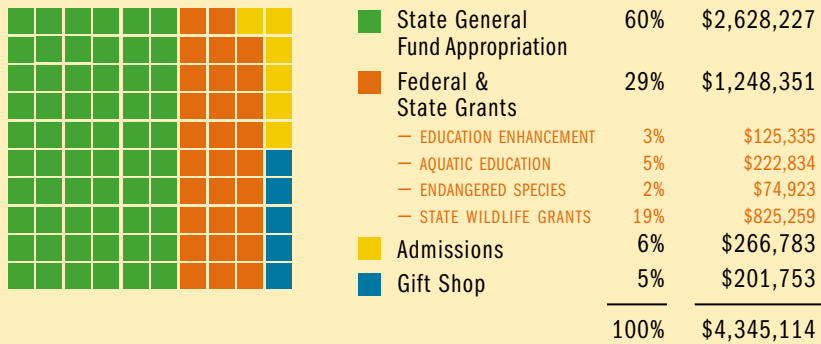 State General 60% $2,628,227
Fund Appropriation
Federal & 29% $1,248,351
State Grants
— EDUCATION ENHANCEMENT 3% $125,335
— AQUATIC EDUCATION 5% $222,834
— ENDANGERED SPECIES 2% $74,923
— STATE WILDLIFE GRANTS 19% $825,259
Admissions 6% $266,783
Gift Shop 5% $201,753
100% $4,345,114